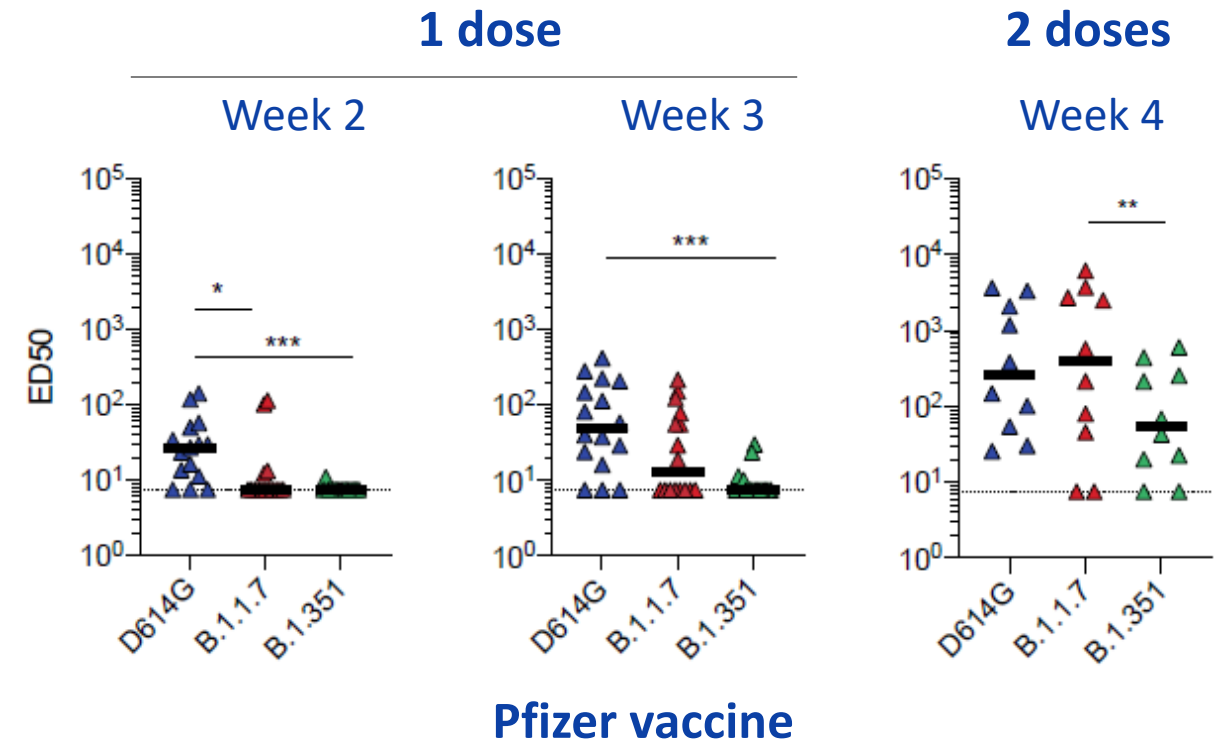 1 dose
2 doses
Week 2
Week 3
Week 4
ED50
10⁵
10⁴
10³
10²
10¹
10⁰
*
***
D614G
B.1.1.7
B.1.351
10⁵
10⁴
10³
10²
10¹
10⁰
***
D614G
B.1.1.7
B.1.351
10⁵
10⁴
10³
10²
10¹
10⁰
**
D614G
B.1.1.7
B.1.351
Pfizer vaccine